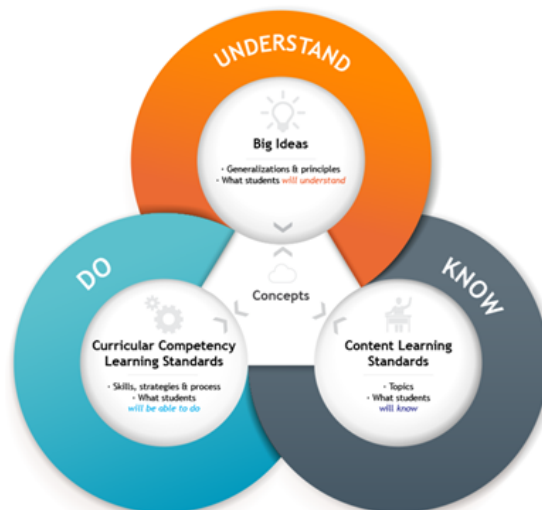 UNDERSTAND
Big Ideas
· Generalizations & principles
· What students will understand
DO
KNOW
Concepts
Curricular Competency
Learning Standards
· Skills, strategies & process
· What students
will be able to do
Content Learning
Standards
· Topics
· What students
will know